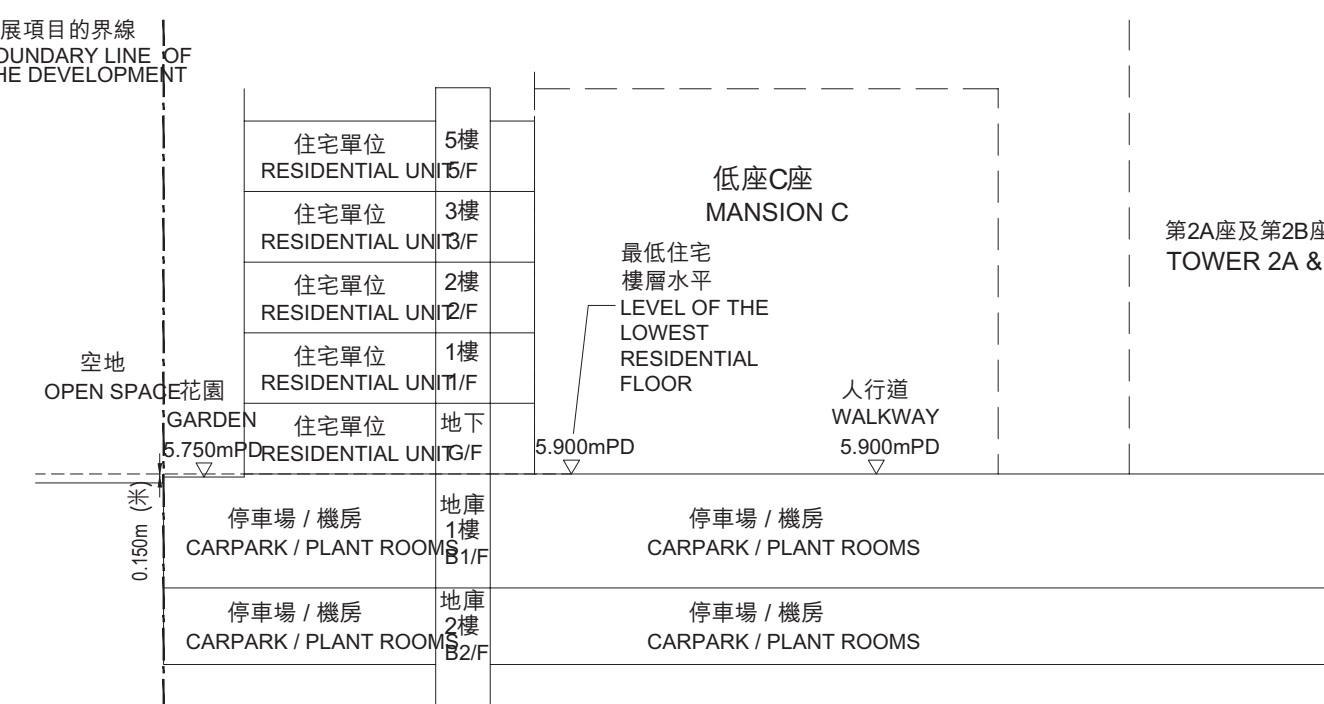 展項目的界線
OUNDARY LINE OF
HE DEVELOPMENT
住宅單位
RESIDENTIAL UNIT
5樓
5/F
住宅單位
RESIDENTIAL UNIT
3樓
3/F
住宅單位
RESIDENTIAL UNIT
2樓
2/F
住宅單位
RESIDENTIAL UNIT
1樓
1/F
住宅單位
RESIDENTIAL UNIT
地下
G/F
低座C座
MANSION C
最低住宅
樓層水平
LEVEL OF THE
LOWEST
RESIDENTIAL
FLOOR
5.900mPD
第2A座及第2B座
TOWER 2A &
空地
OPEN SPACE
花園
GARDEN
5.750mPD
人行道
WALKWAY
5.900mPD
0.150m (米)
停車場 / 機房
CARPARK / PLANT ROOMS
地庫
1樓
B1/F
停車場 / 機房
CARPARK / PLANT ROOMS
停車場 / 機房
CARPARK / PLANT ROOMS
地庫
2樓
B2/F
停車場 / 機房
CARPARK / PLANT ROOMS